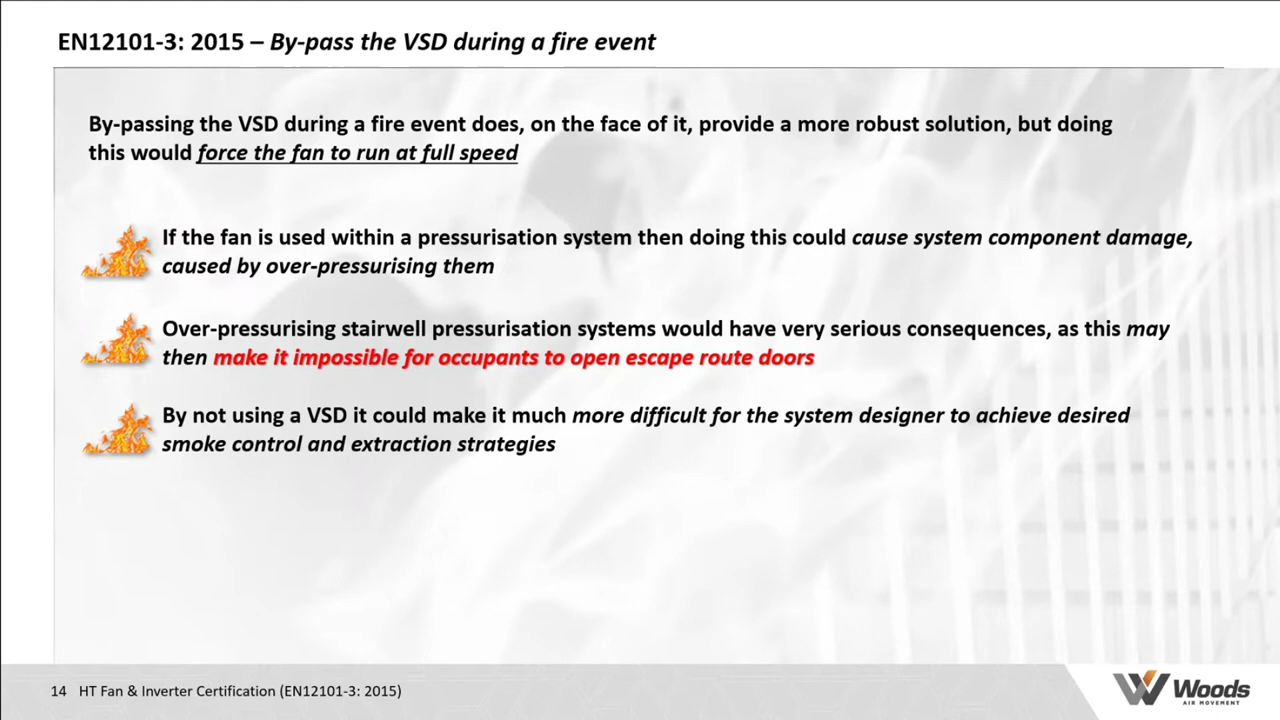 EN12101-3: 2015 – By-pass the VSD during a fire event
By-passing the VSD during a fire event does, on the face of it, provide a more robust solution, but doing
this would force the fan to run at full speed
If the fan is used within a pressurisation system then doing this could cause system component damage,
caused by over-pressurising them
Over-pressurising stairwell pressurisation systems would have very serious consequences, as this may
then make it impossible for occupants to open escape route doors
By not using a VSD it could make it much more difficult for the system designer to achieve desired
smoke control and extraction strategies
14 HT Fan & Inverter Certification (EN12101-3: 2015)
Woods
AIR MOVEMENT